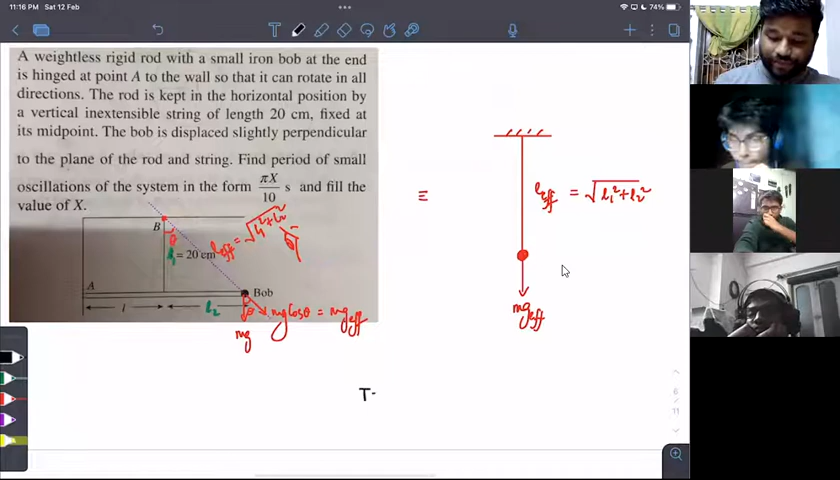 11:16 PM Sat 12 Feb
74%
A weightless rigid rod with a small iron bob at the end
is hinged at point A to the wall so that it can rotate in all
directions. The rod is kept in the horizontal position by
a vertical inextensible string of length 20 cm, fixed at
its midpoint. The bob is displaced slightly perpendicular
to the plane of the rod and string. Find period of small
oscillations of the system in the form πX/10 s and fill the
value of X.
B
θ
l₁ = 20 cm
l_eff = √(l₁² + l₂²)
A
Bob
l
l₂
θ
mg cosθ = mg_eff
mg
≡
l_eff = √(l₁² + l₂²)
mg_eff
T-
6
11